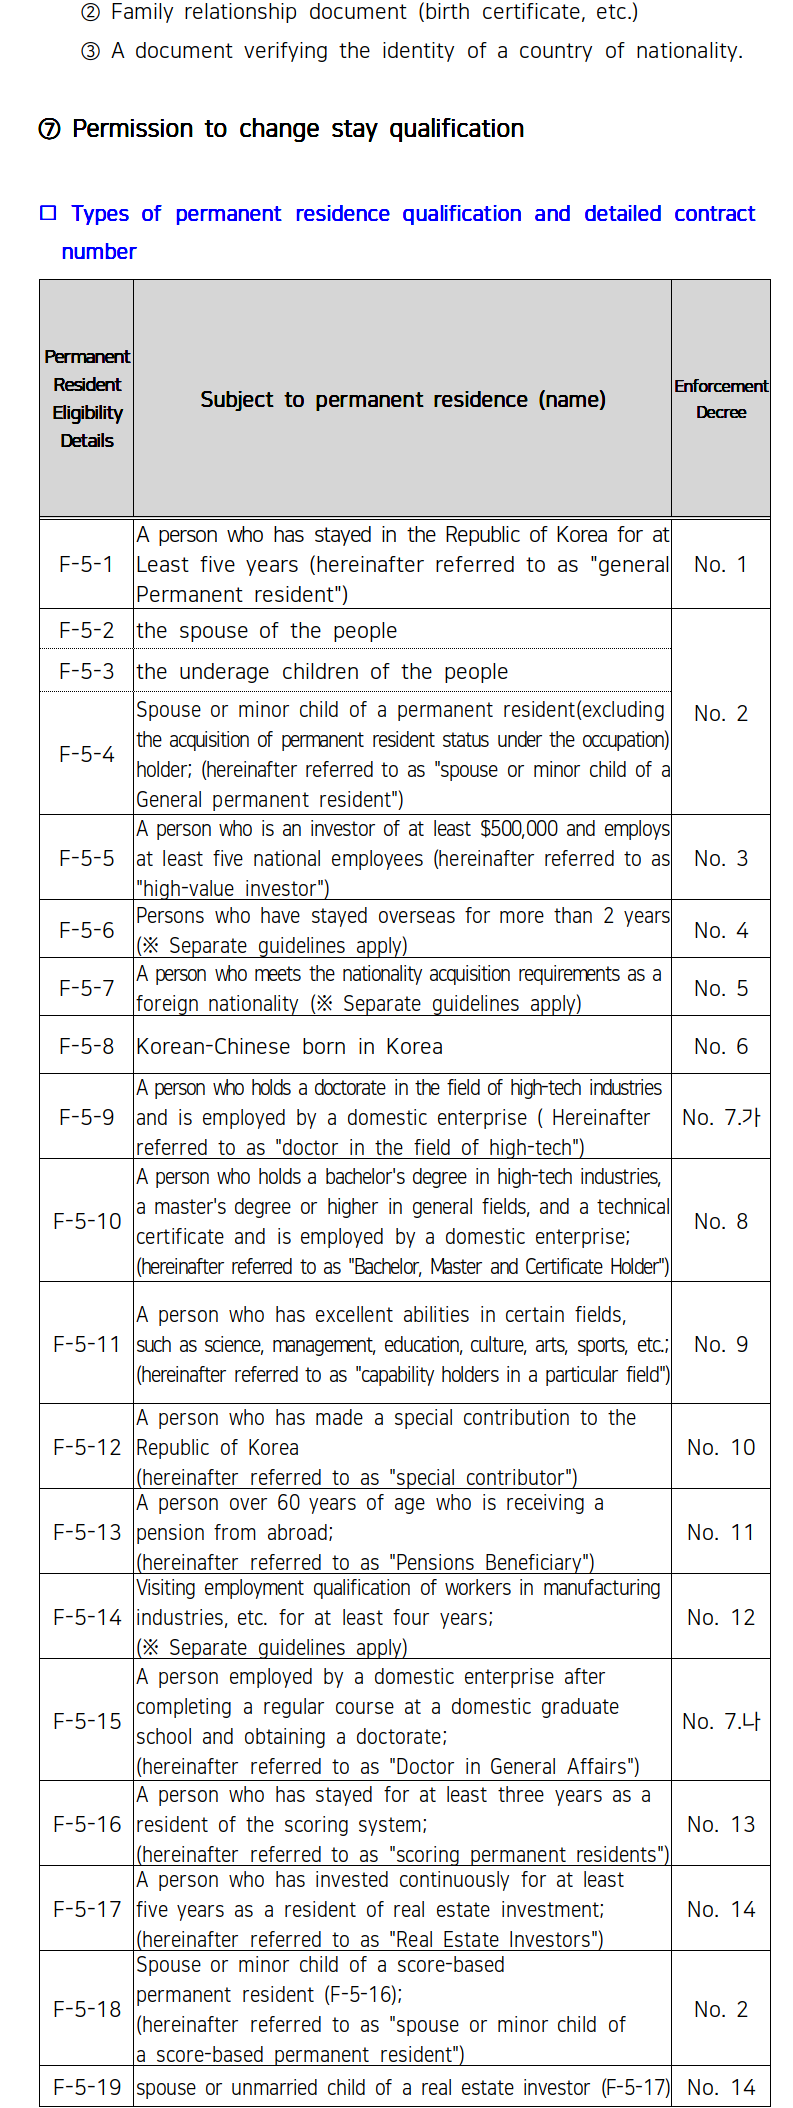 ② Family relationship document (birth certificate, etc.)
③ A document verifying the identity of a country of nationality.
⑦ Permission to change stay qualification
□ Types of permanent residence qualification and detailed contract
number
Permanent
Resident
Eligibility
Details
Subject to permanent residence (name)
Enforcement
Decree
F-5-1
A person who has stayed in the Republic of Korea for at
Least five years (hereinafter referred to as "general
Permanent resident")
No. 1
F-5-2
the spouse of the people
F-5-3
the underage children of the people
No. 2
F-5-4
Spouse or minor child of a permanent resident(excluding
the acquisition of permanent resident status under the occupation)
holder; (hereinafter referred to as "spouse or minor child of a
General permanent resident")
F-5-5
A person who is an investor of at least $500,000 and employs
at least five national employees (hereinafter referred to as
"high-value investor")
No. 3
F-5-6
Persons who have stayed overseas for more than 2 years
(※ Separate guidelines apply)
No. 4
F-5-7
A person who meets the nationality acquisition requirements as a
foreign nationality (※ Separate guidelines apply)
No. 5
F-5-8
Korean-Chinese born in Korea
No. 6
F-5-9
A person who holds a doctorate in the field of high-tech industries
and is employed by a domestic enterprise ( Hereinafter
referred to as "doctor in the field of high-tech")
No. 7.가
F-5-10
A person who holds a bachelor's degree in high-tech industries,
a master's degree or higher in general fields, and a technical
certificate and is employed by a domestic enterprise;
(hereinafter referred to as "Bachelor, Master and Certificate Holder")
No. 8
F-5-11
A person who has excellent abilities in certain fields,
such as science, management, education, culture, arts, sports, etc.;
(hereinafter referred to as "capability holders in a particular field")
No. 9
F-5-12
A person who has made a special contribution to the
Republic of Korea
(hereinafter referred to as "special contributor")
No. 10
F-5-13
A person over 60 years of age who is receiving a
pension from abroad;
(hereinafter referred to as "Pensions Beneficiary")
No. 11
F-5-14
Visiting employment qualification of workers in manufacturing
industries, etc. for at least four years;
(※ Separate guidelines apply)
No. 12
F-5-15
A person employed by a domestic enterprise after
completing a regular course at a domestic graduate
school and obtaining a doctorate;
(hereinafter referred to as "Doctor in General Affairs")
No. 7.나
F-5-16
A person who has stayed for at least three years as a
resident of the scoring system;
(hereinafter referred to as "scoring permanent residents")
No. 13
F-5-17
A person who has invested continuously for at least
five years as a resident of real estate investment;
(hereinafter referred to as "Real Estate Investors")
No. 14
F-5-18
Spouse or minor child of a score-based
permanent resident (F-5-16);
(hereinafter referred to as "spouse or minor child of
a score-based permanent resident")
No. 2
F-5-19
spouse or unmarried child of a real estate investor (F-5-17)
No. 14